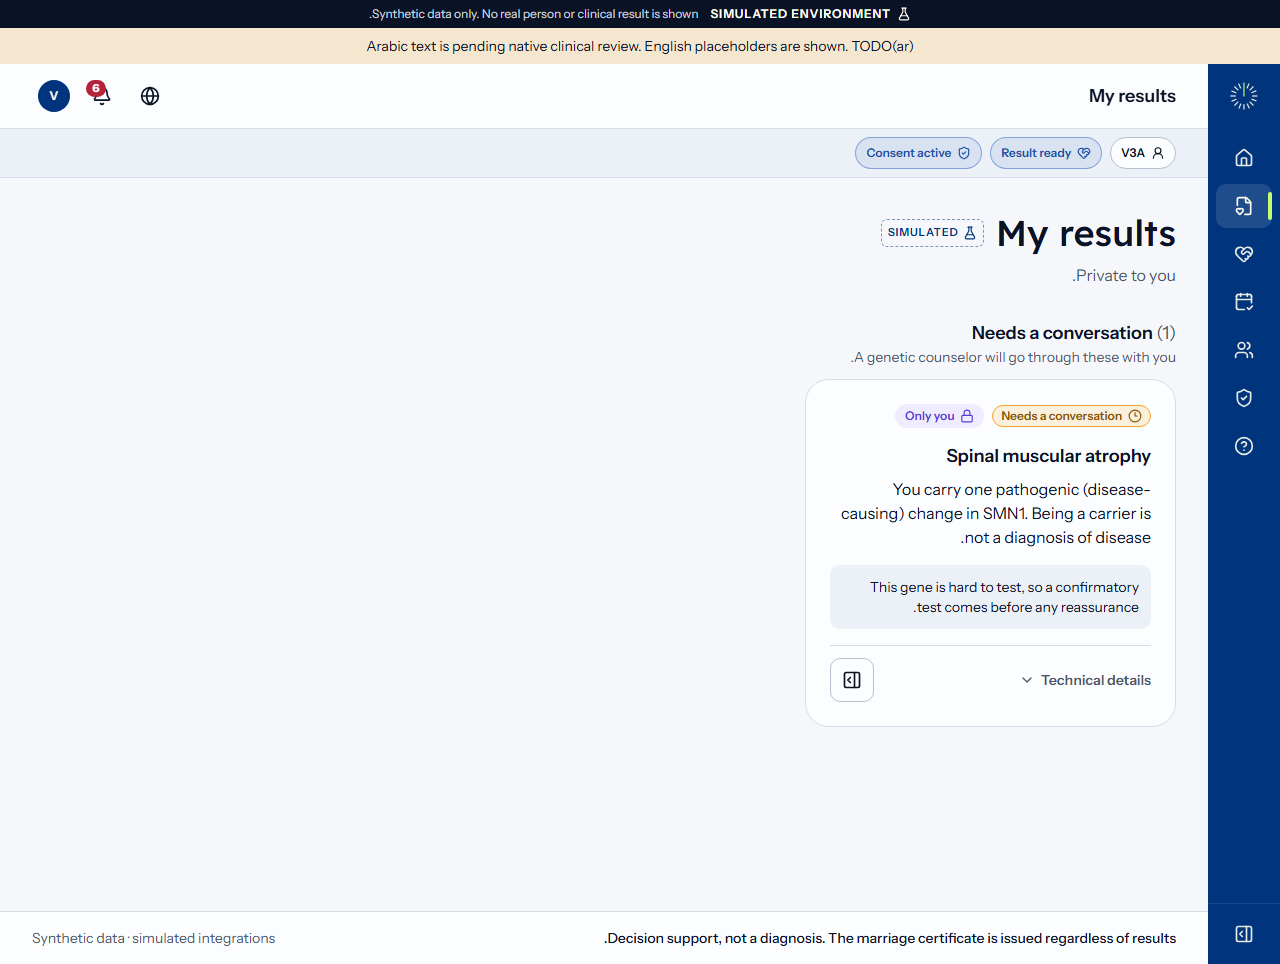 SIMULATED ENVIRONMENT .Synthetic data only. No real person or clinical result is shown
Arabic text is pending native clinical review. English placeholders are shown. TODO(ar)
My results
6
V
V3A
Result ready
Consent active
My results
SIMULATED
.Private to you
Needs a conversation (1)
.A genetic counselor will go through these with you
Needs a conversation
Only you
Spinal muscular atrophy
You carry one pathogenic (disease-
causing) change in SMN1. Being a carrier is
.not a diagnosis of disease
This gene is hard to test, so a confirmatory
.test comes before any reassurance
Technical details
.Decision support, not a diagnosis. The marriage certificate is issued regardless of results
Synthetic data · simulated integrations